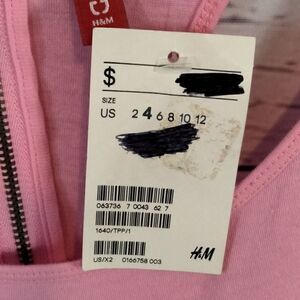 H&M
$
SIZE
US 2 4 6 8 10 12
063736 7 0043 62 7
1640/TPP/1
H&M
US/X2 0166758 003